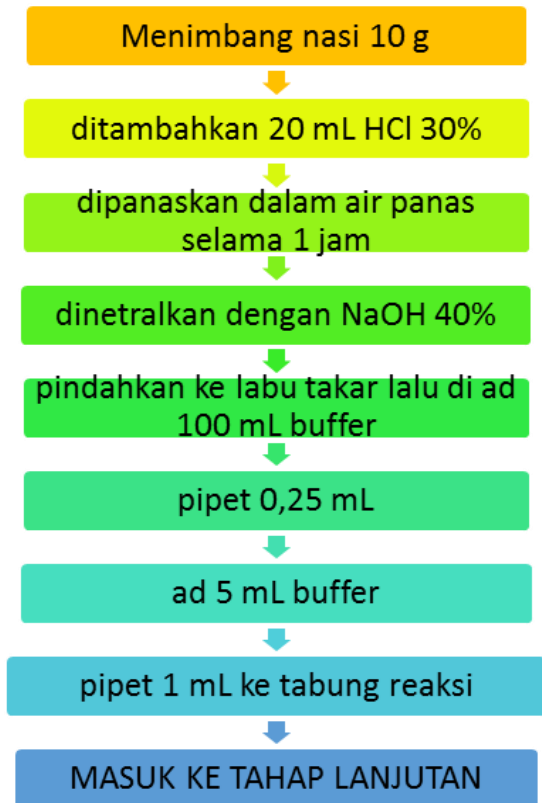 Menimbang nasi 10 g
ditambahkan 20 mL HCl 30%
dipanaskan dalam air panas
selama 1 jam
dinetralkan dengan NaOH 40%
pindahkan ke labu takar lalu di ad
100 mL buffer
pipet 0,25 mL
ad 5 mL buffer
pipet 1 mL ke tabung reaksi
MASUK KE TAHAP LANJUTAN